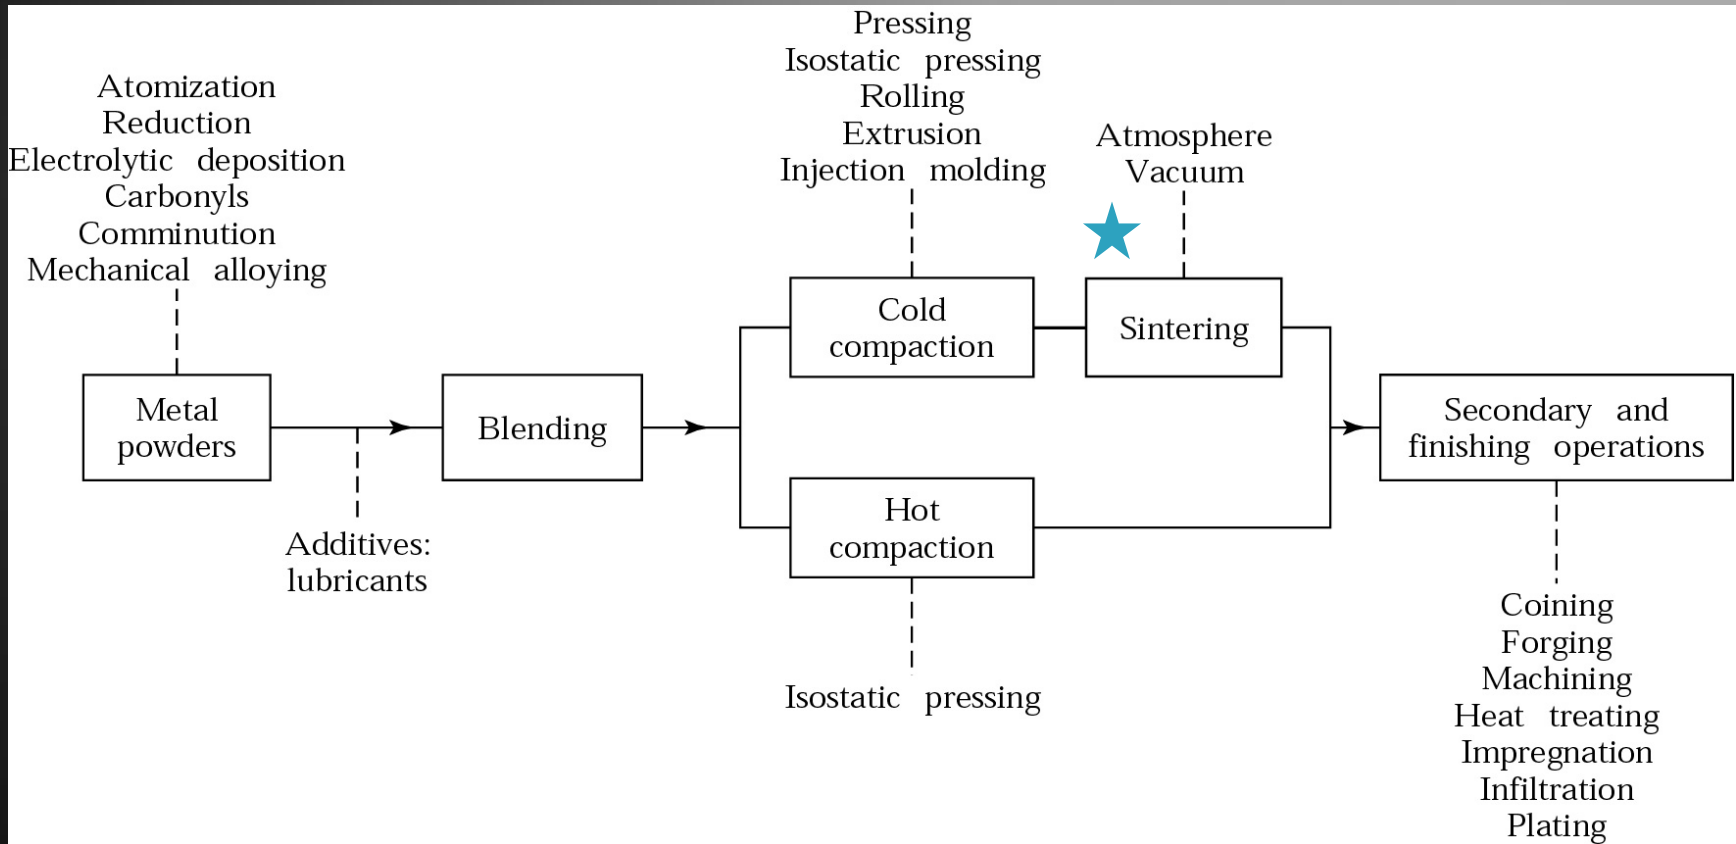 Atomization
Reduction
Electrolytic deposition
Carbonyls
Comminution
Mechanical alloying
Metal
powders
Additives:
lubricants
Blending
Pressing
Isostatic pressing
Rolling
Extrusion
Injection molding
Cold
compaction
Atmosphere
Vacuum
Sintering
Hot
compaction
Isostatic pressing
Secondary and
finishing operations
Coining
Forging
Machining
Heat treating
Impregnation
Infiltration
Plating